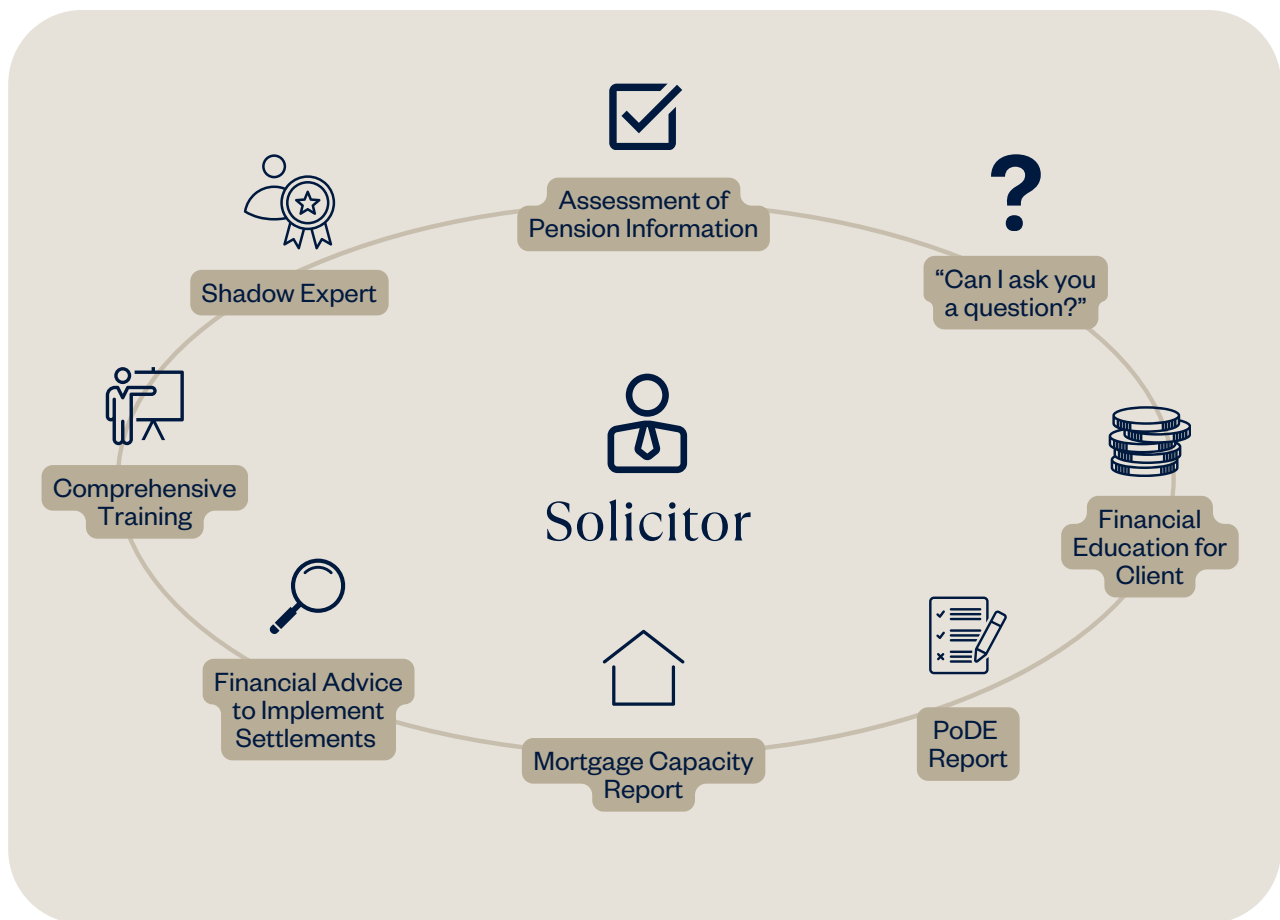 Assessment of
Pension Information
“Can I ask you
a question?”
Shadow Expert
Comprehensive
Training
Solicitor
Financial
Education for
Client
Financial Advice
to Implement
Settlements
Mortgage Capacity
Report
PoDE
Report